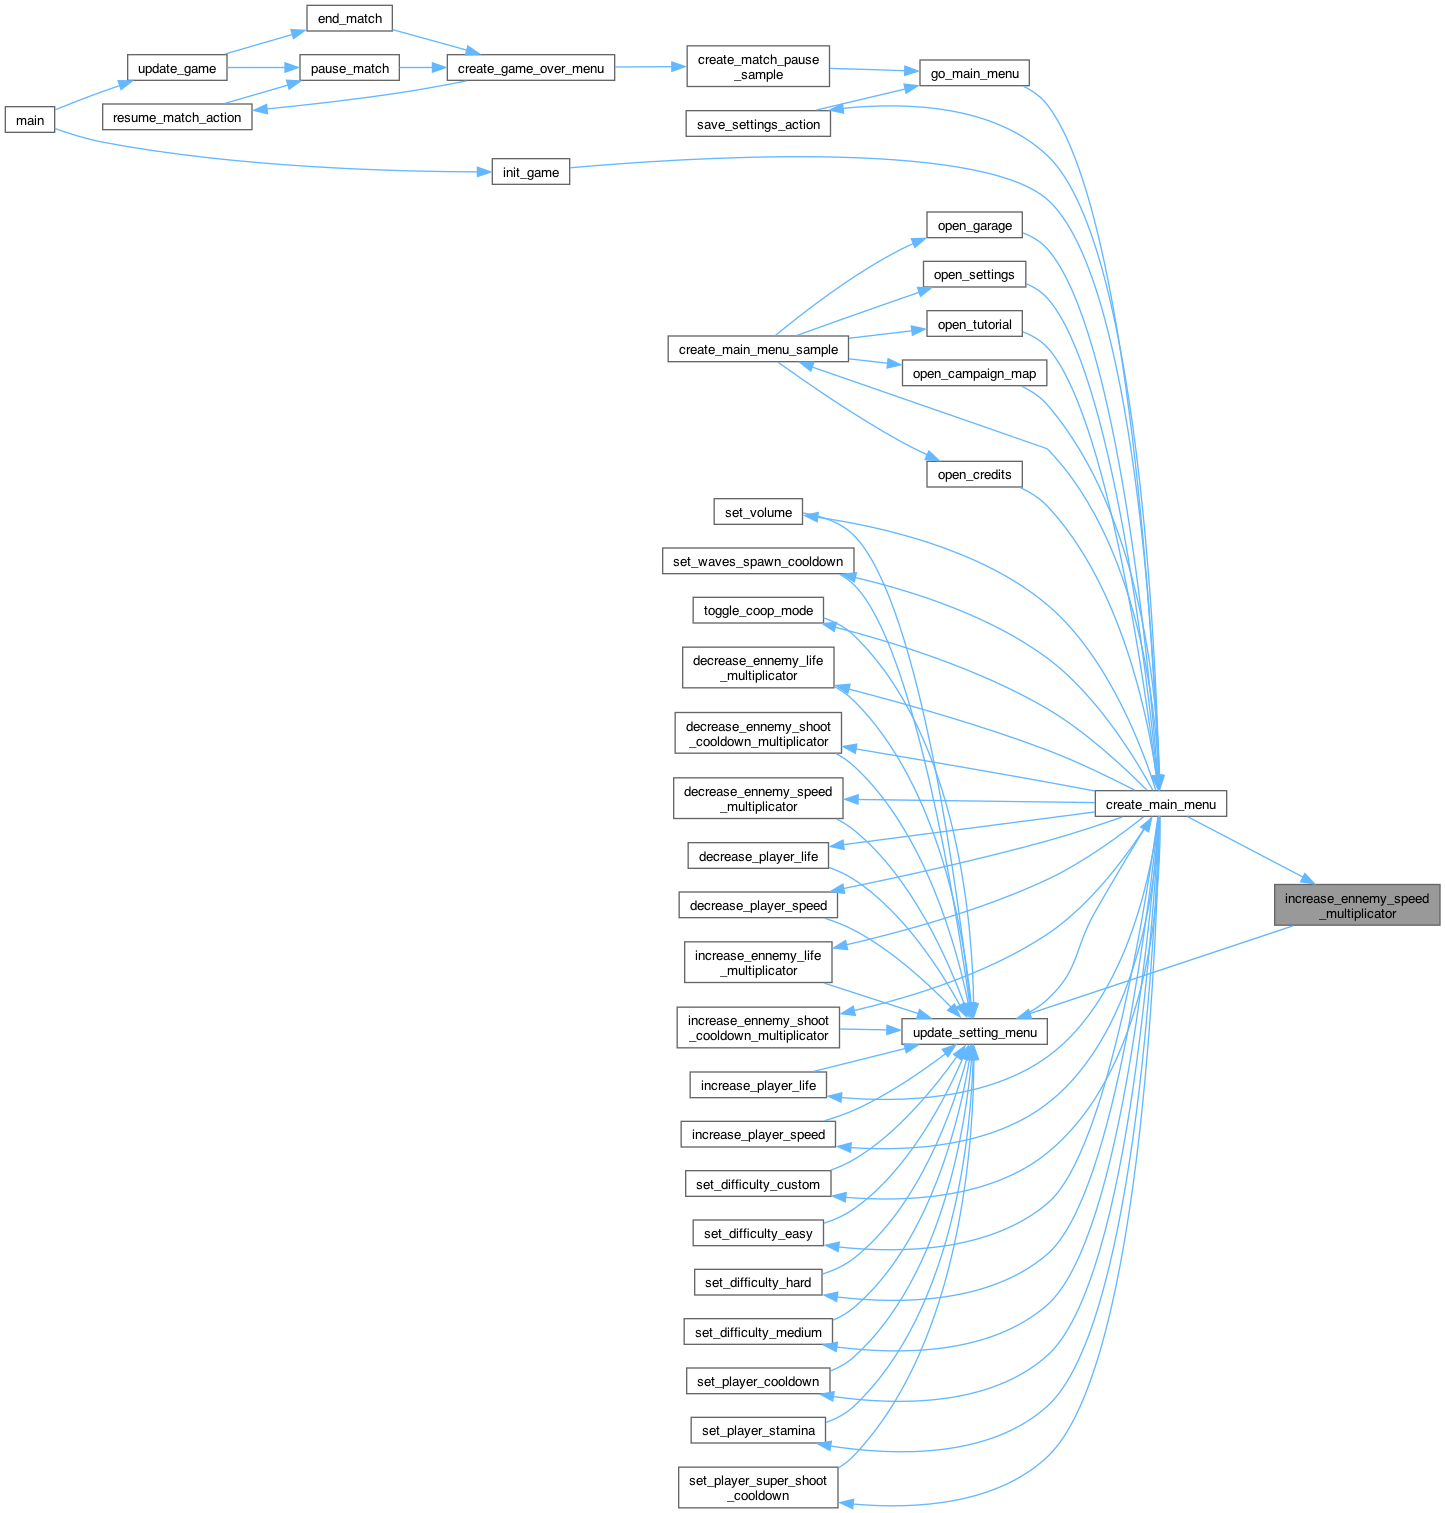 end_match
update_game
pause_match
create_game_over_menu
create_match_pause
_sample
go_main_menu
main
resume_match_action
save_settings_action
init_game
open_garage
open_settings
open_tutorial
create_main_menu_sample
open_campaign_map
open_credits
set_volume
set_waves_spawn_cooldown
toggle_coop_mode
decrease_ennemy_life
_multiplicator
decrease_ennemy_shoot
_cooldown_multiplicator
decrease_ennemy_speed
_multiplicator
create_main_menu
decrease_player_life
decrease_player_speed
increase_ennemy_speed
_multiplicator
increase_ennemy_life
_multiplicator
increase_ennemy_shoot
_cooldown_multiplicator
update_setting_menu
increase_player_life
increase_player_speed
set_difficulty_custom
set_difficulty_easy
set_difficulty_hard
set_difficulty_medium
set_player_cooldown
set_player_stamina
set_player_super_shoot
_cooldown